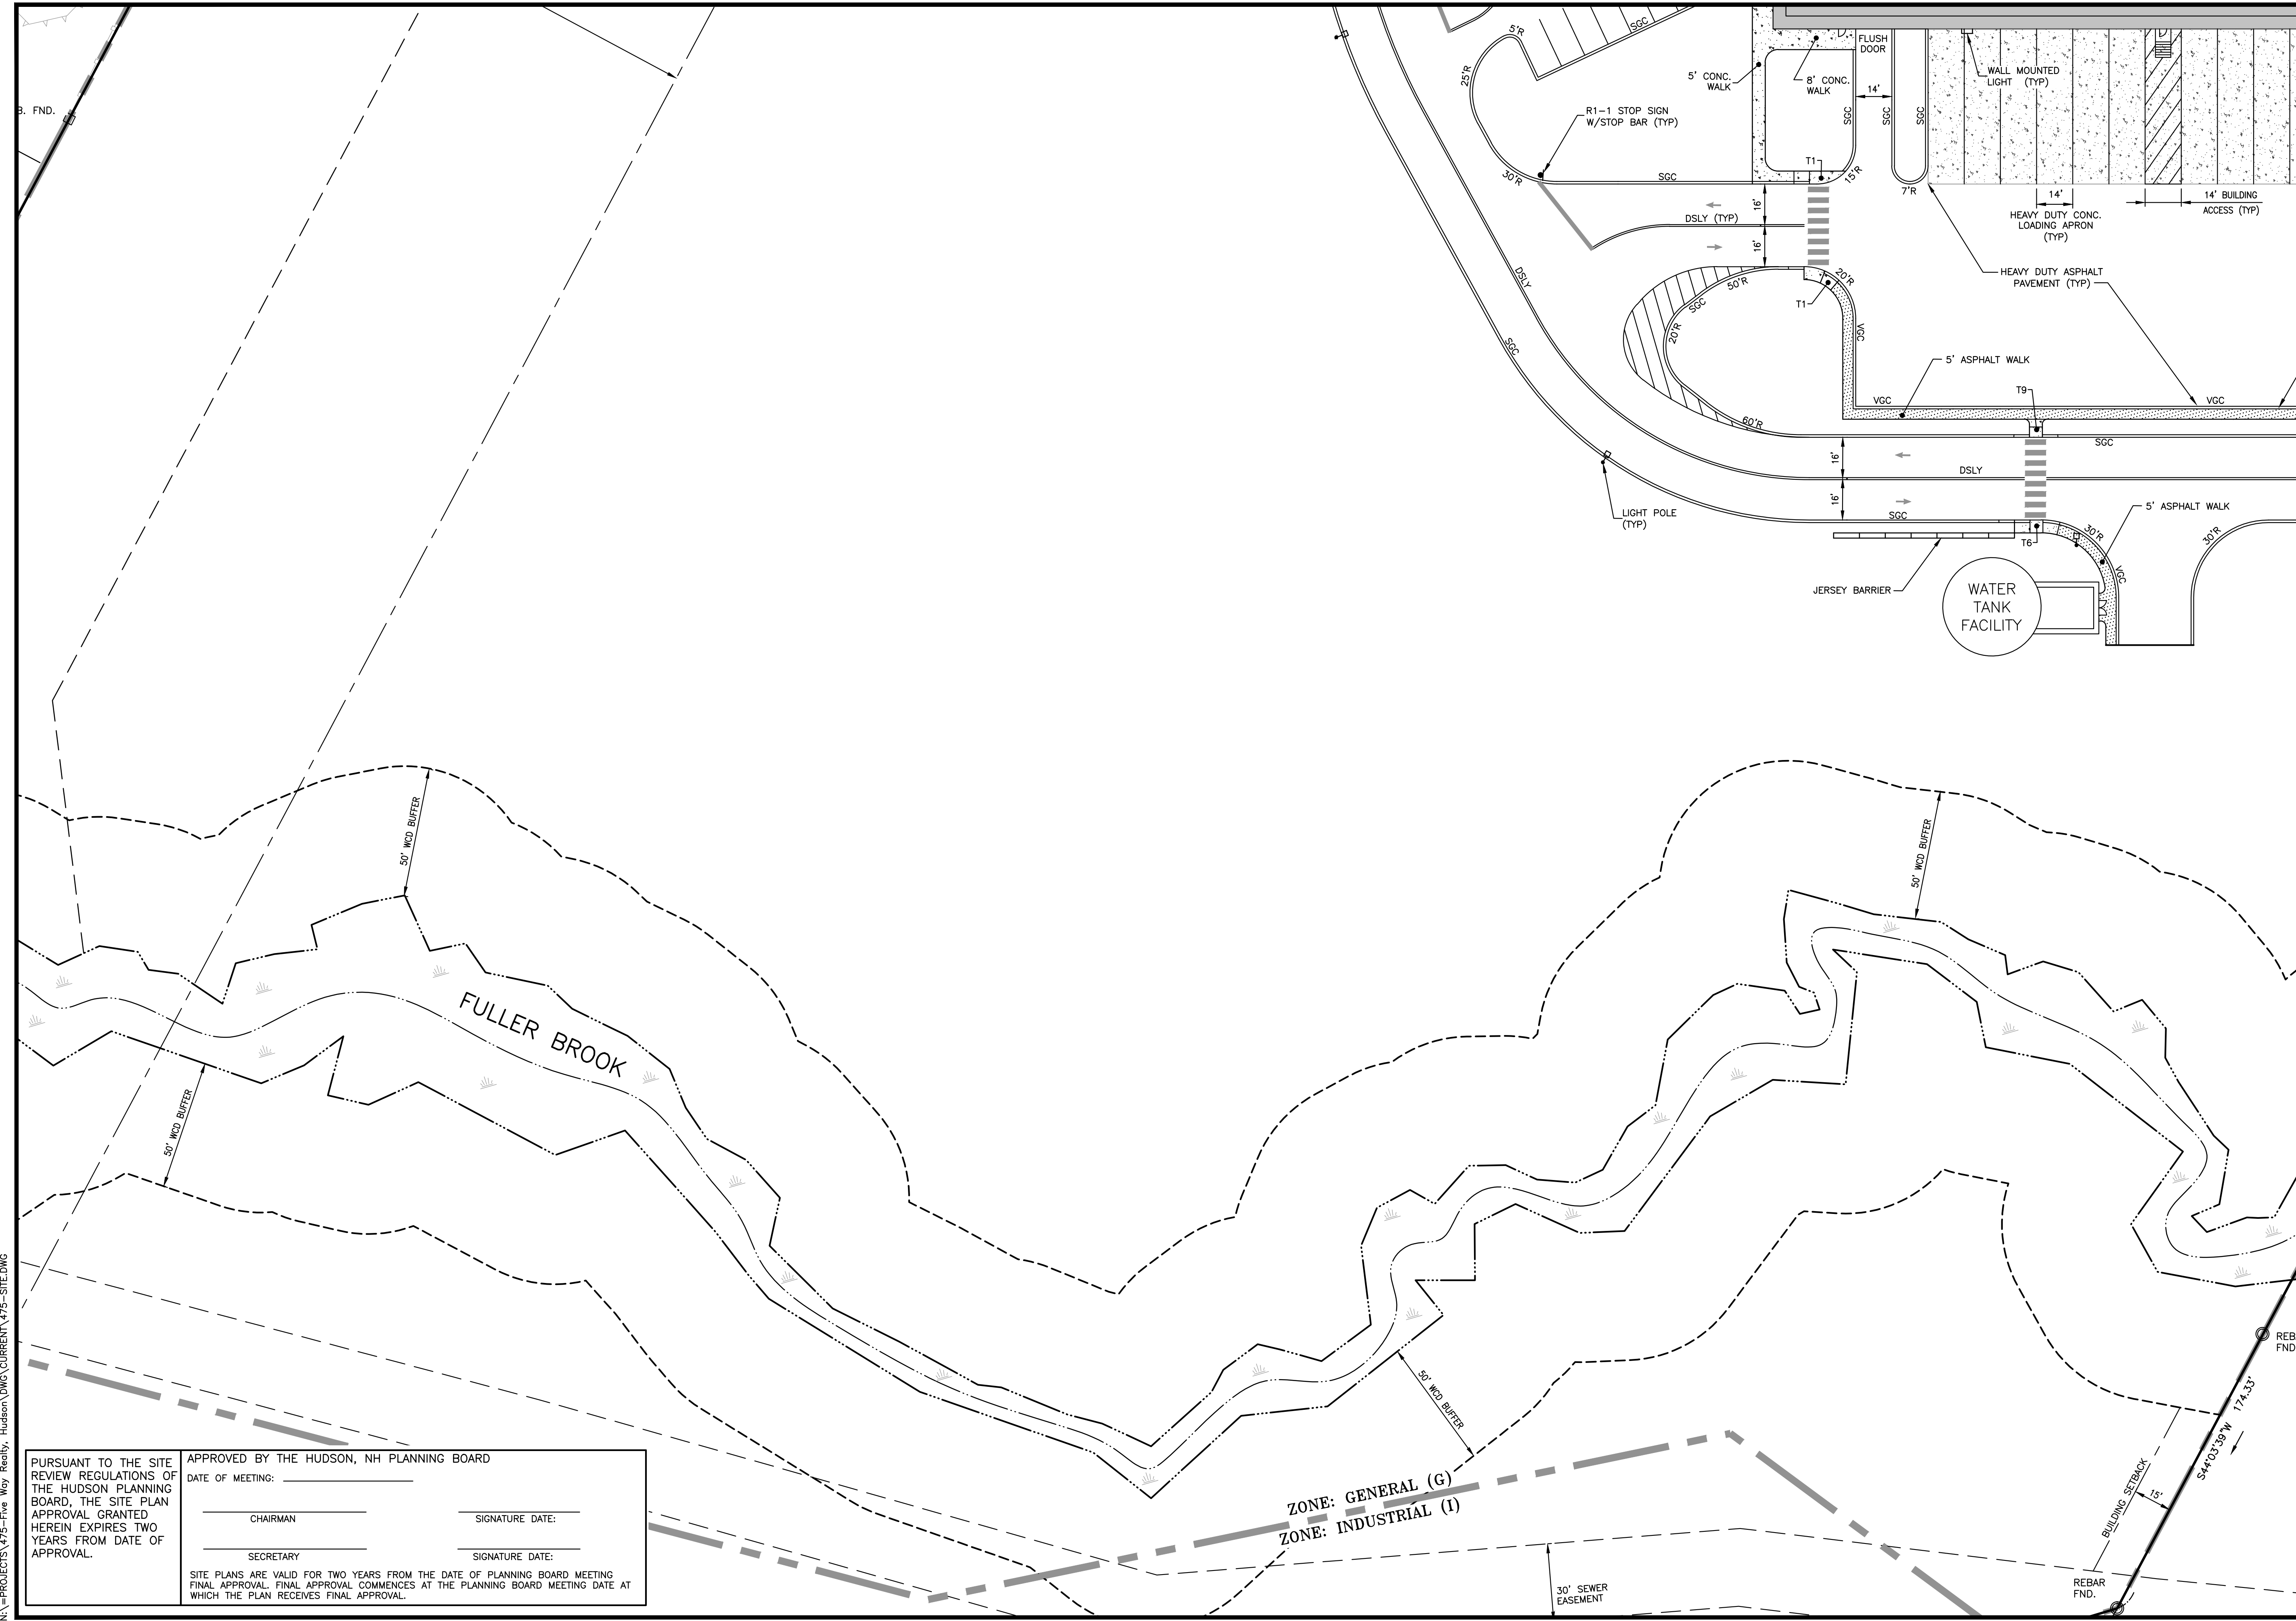 B. FND.
5'R
SGC
25'R
30'R
R1-1 STOP SIGN
W/STOP BAR (TYP)
5' CONC.
WALK
8' CONC.
WALK
FLUSH
DOOR
14'
SGC
SGC
SGC
WALL MOUNTED
LIGHT (TYP)
T1
15'R
7'R
SGC
14'
HEAVY DUTY CONC.
LOADING APRON
(TYP)
14' BUILDING
ACCESS (TYP)
16'
DSLY (TYP)
16'
HEAVY DUTY ASPHALT
PAVEMENT (TYP)
20'R
T1
50'R
SGC
20'R
VGC
DSLY
SGC
5' ASPHALT WALK
T9
VGC
VGC
60'R
SGC
16'
DSLY
16'
SGC
LIGHT POLE
(TYP)
5' ASPHALT WALK
T6
30'R
30'R
VGC
JERSEY BARRIER
WATER
TANK
FACILITY
50' WCD BUFFER
50' WCD BUFFER
FULLER BROOK
50' WCD BUFFER
50' WCD BUFFER
REB
FND
174.33'
S44°03'39"W
BUILDING SETBACK
15'
REBAR
FND.
ZONE: GENERAL (G)
ZONE: INDUSTRIAL (I)
30' SEWER
EASEMENT
PURSUANT TO THE SITE
REVIEW REGULATIONS OF
THE HUDSON PLANNING
BOARD, THE SITE PLAN
APPROVAL GRANTED
HEREIN EXPIRES TWO
YEARS FROM DATE OF
APPROVAL.
APPROVED BY THE HUDSON, NH PLANNING BOARD
DATE OF MEETING:
CHAIRMAN
SIGNATURE DATE:
SECRETARY
SIGNATURE DATE:
SITE PLANS ARE VALID FOR TWO YEARS FROM THE DATE OF PLANNING BOARD MEETING
FINAL APPROVAL. FINAL APPROVAL COMMENCES AT THE PLANNING BOARD MEETING DATE AT
WHICH THE PLAN RECEIVES FINAL APPROVAL.
N:\=PROJECTS\475-Five Way Realty, Hudson\DWG\CURRENT\475-SITE.DWG